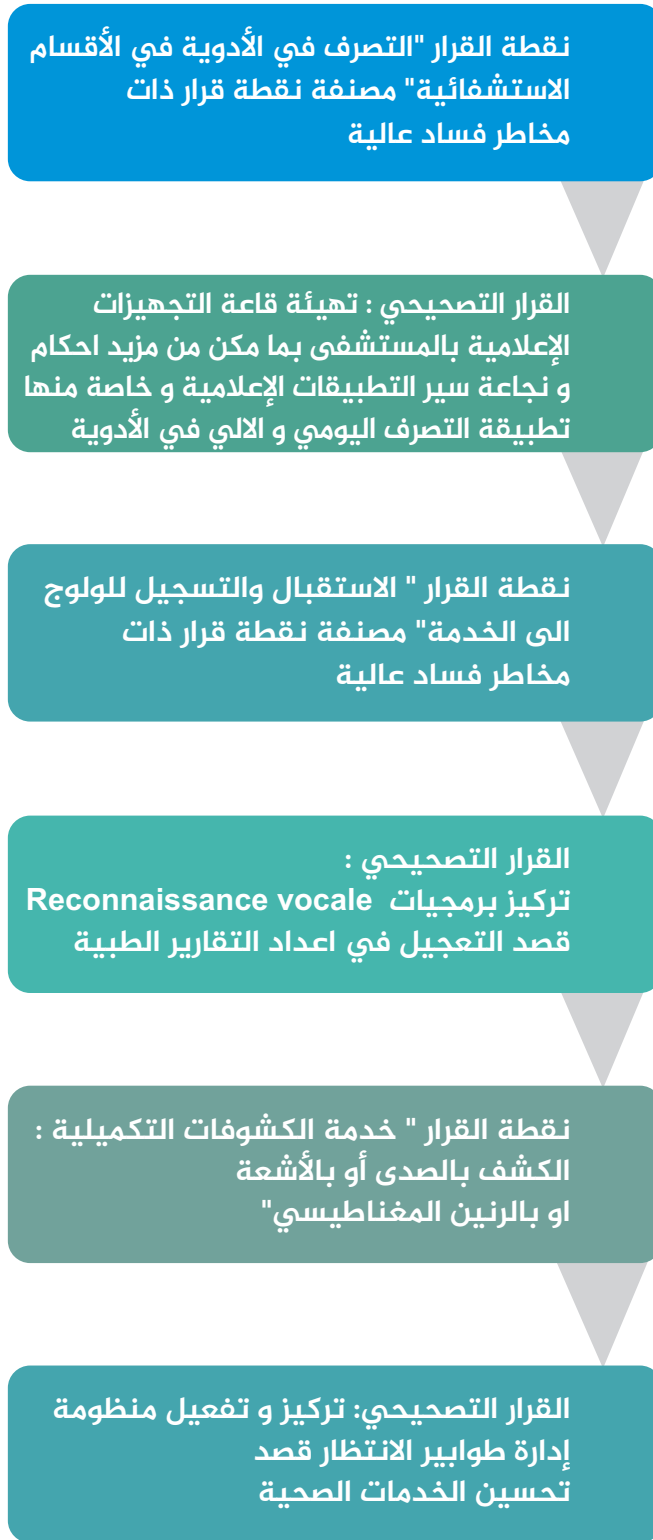 نقطة القرار "التصرف في الأدوية في الأقسام
الاستشفائية" مصنفة نقطة قرار ذات
مخاطر فساد عالية
القرار التصحيحي : تهيئة قاعة التجهيزات
الإعلامية بالمستشفى بما مكن من مزيد احكام
و نجاعة سير التطبيقات الإعلامية و خاصة منها
تطبيقة التصرف اليومي و الالي في الأدوية
نقطة القرار " الاستقبال والتسجيل للولوج
الى الخدمة" مصنفة نقطة قرار ذات
مخاطر فساد عالية
القرار التصحيحي :
تركيز برمجيات Reconnaissance vocale
قصد التعجيل في اعداد التقارير الطبية
نقطة القرار " خدمة الكشوفات التكميلية :
الكشف بالصدى أو بالأشعة
او بالرنين المغناطيسي"
القرار التصحيحي: تركيز و تفعيل منظومة
إدارة طوابير الانتظار قصد
تحسين الخدمات الصحية